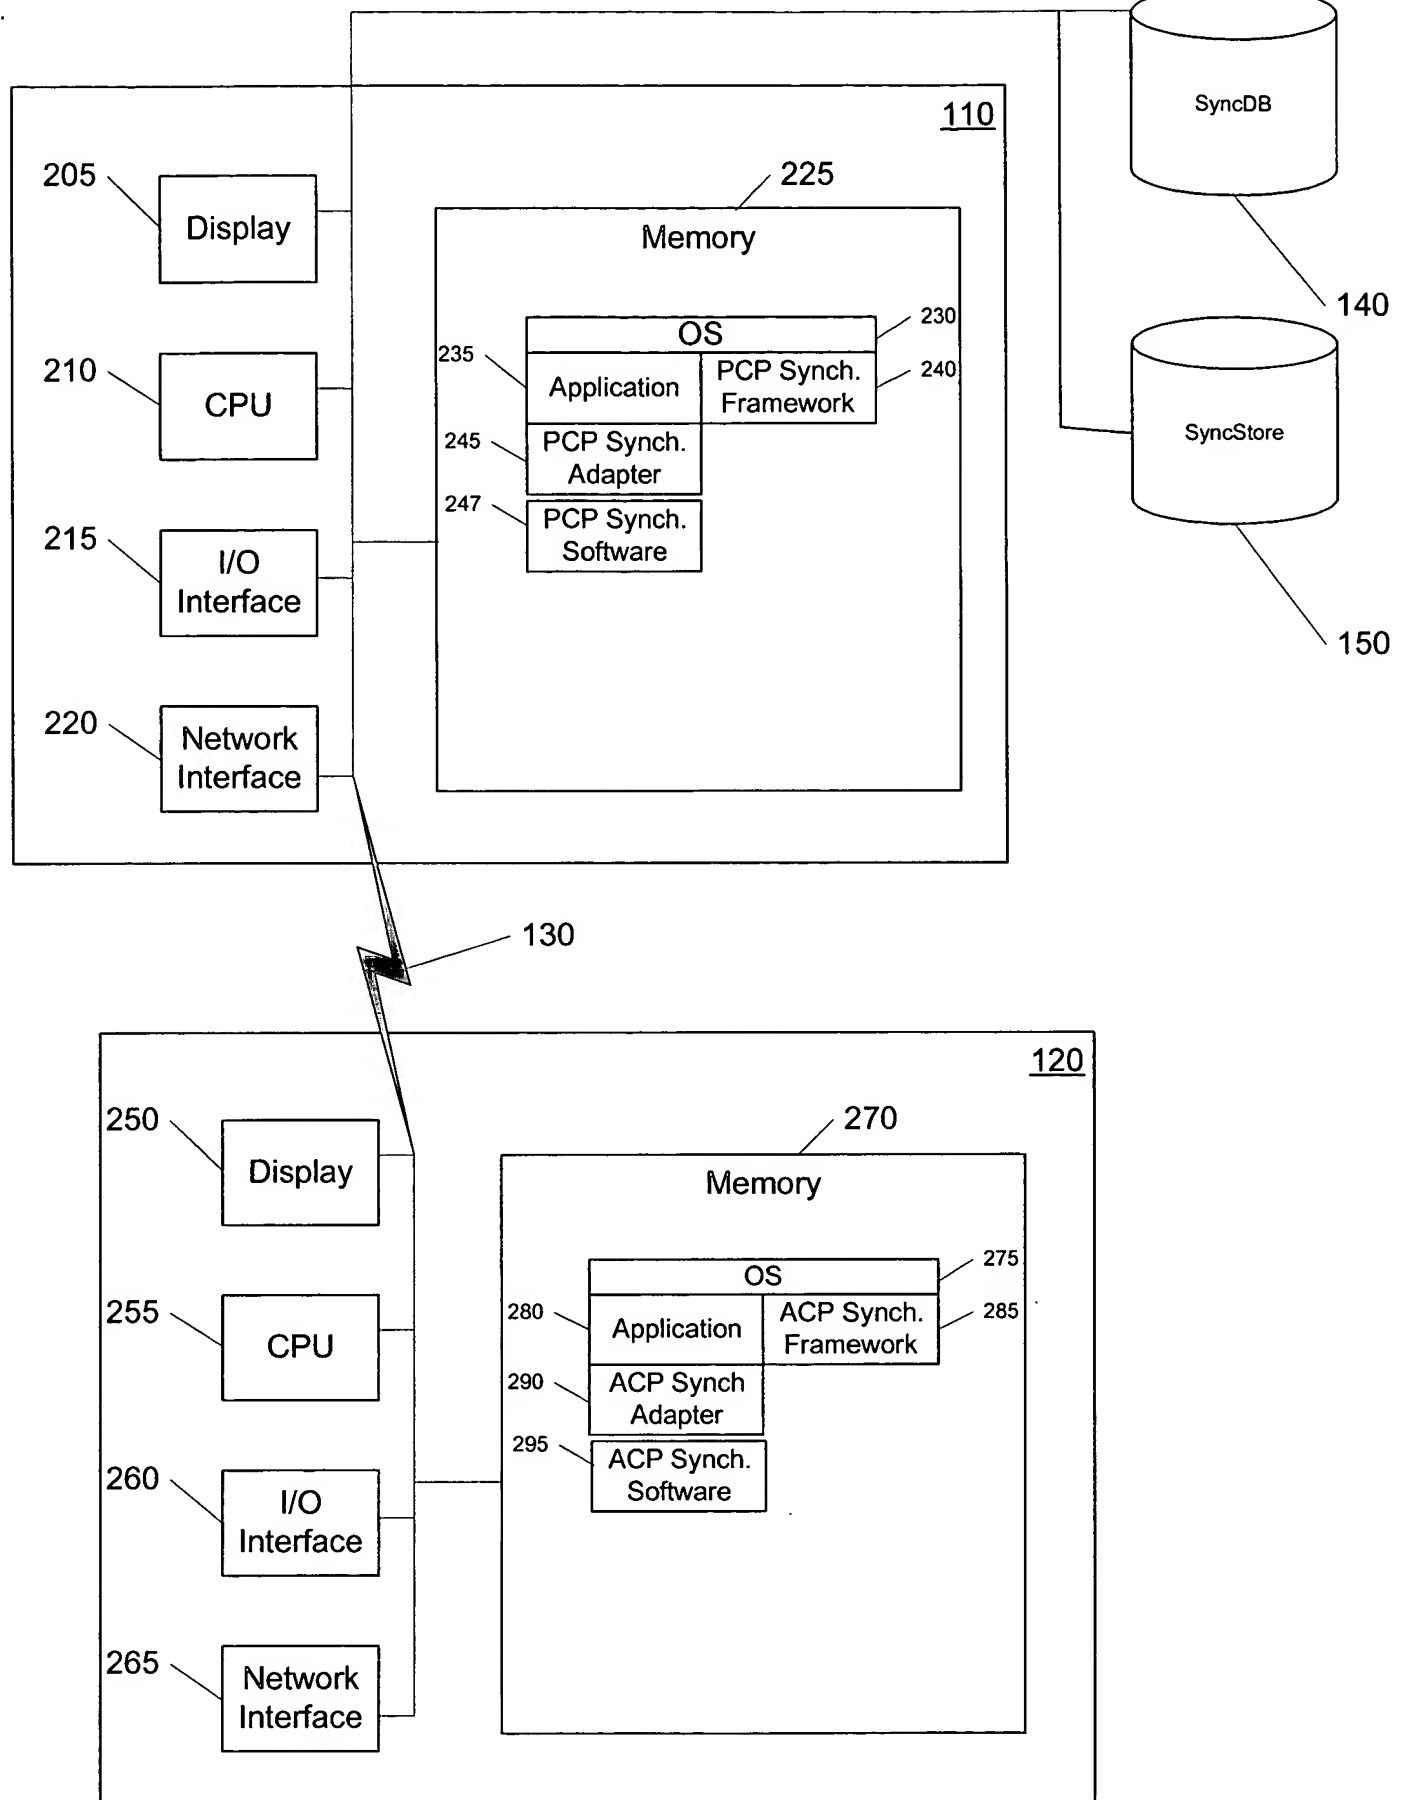 SyncDB
110
205
Display
225
Memory
140
230
OS
235
Application
PCP Synch.
Framework
240
210
CPU
245
PCP Synch.
Adapter
SyncStore
247
PCP Synch.
Software
215
I/O
Interface
150
220
Network
Interface
130
120
250
Display
270
Memory
275
OS
280
Application
ACP Synch.
Framework
285
255
CPU
290
ACP Synch
Adapter
295
ACP Synch.
Software
260
I/O
Interface
265
Network
Interface